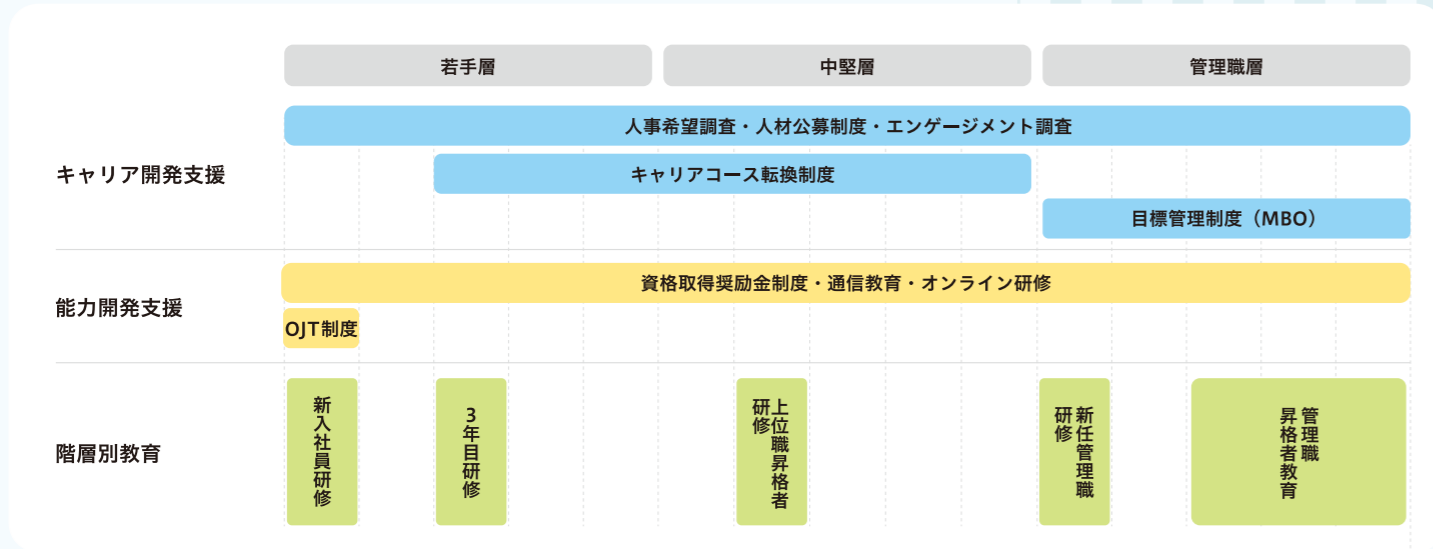 若手層
中堅層
管理職層
キャリア開発支援
人事希望調査・人材公募制度・エンゲージメント調査
キャリアコース転換制度
目標管理制度（MBO）
能力開発支援
資格取得奨励金制度・通信教育・オンライン研修
OJT制度
階層別教育
新入社員研修
3年目研修
上位職昇格者
研修
新任管理職
研修
管理職
昇格者教育